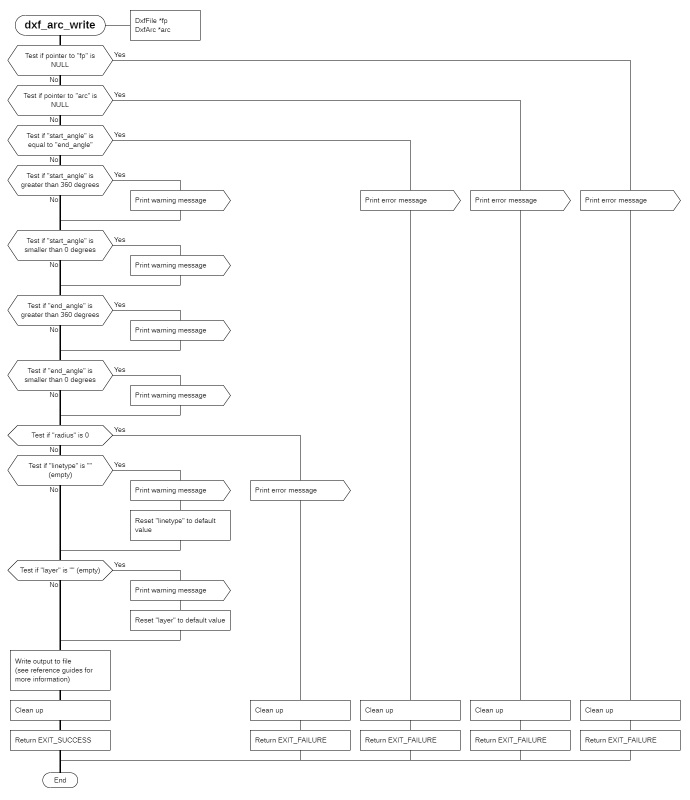 dxf_arc_write
DxfFile *fp
DxfArc *arc
Test if pointer to "fp" is
NULL
Yes
No
Test if pointer to "arc" is
NULL
Yes
No
Test if "start_angle" is
equal to "end_angle"
Yes
No
Test if "start_angle" is
greater than 360 degrees
Yes
No
Print warning message
Print error message
Print error message
Print error message
Test if "start_angle" is
smaller than 0 degrees
Yes
No
Print warning message
Test if "end_angle" is
greater than 360 degrees
Yes
No
Print warning message
Test if "end_angle" is
smaller than 0 degrees
Yes
No
Print warning message
Test if "radius" is 0
Yes
No
Test if "linetype" is ""
(empty)
Yes
No
Print warning message
Print error message
Reset "linetype" to default
value
Test if "layer" is "" (empty)
Yes
No
Print warning message
Reset "layer" to default value
Write output to file
(see reference guides for
more information)
Clean up
Clean up
Clean up
Clean up
Clean up
Return EXIT_SUCCESS
Return EXIT_FAILURE
Return EXIT_FAILURE
Return EXIT_FAILURE
Return EXIT_FAILURE
End